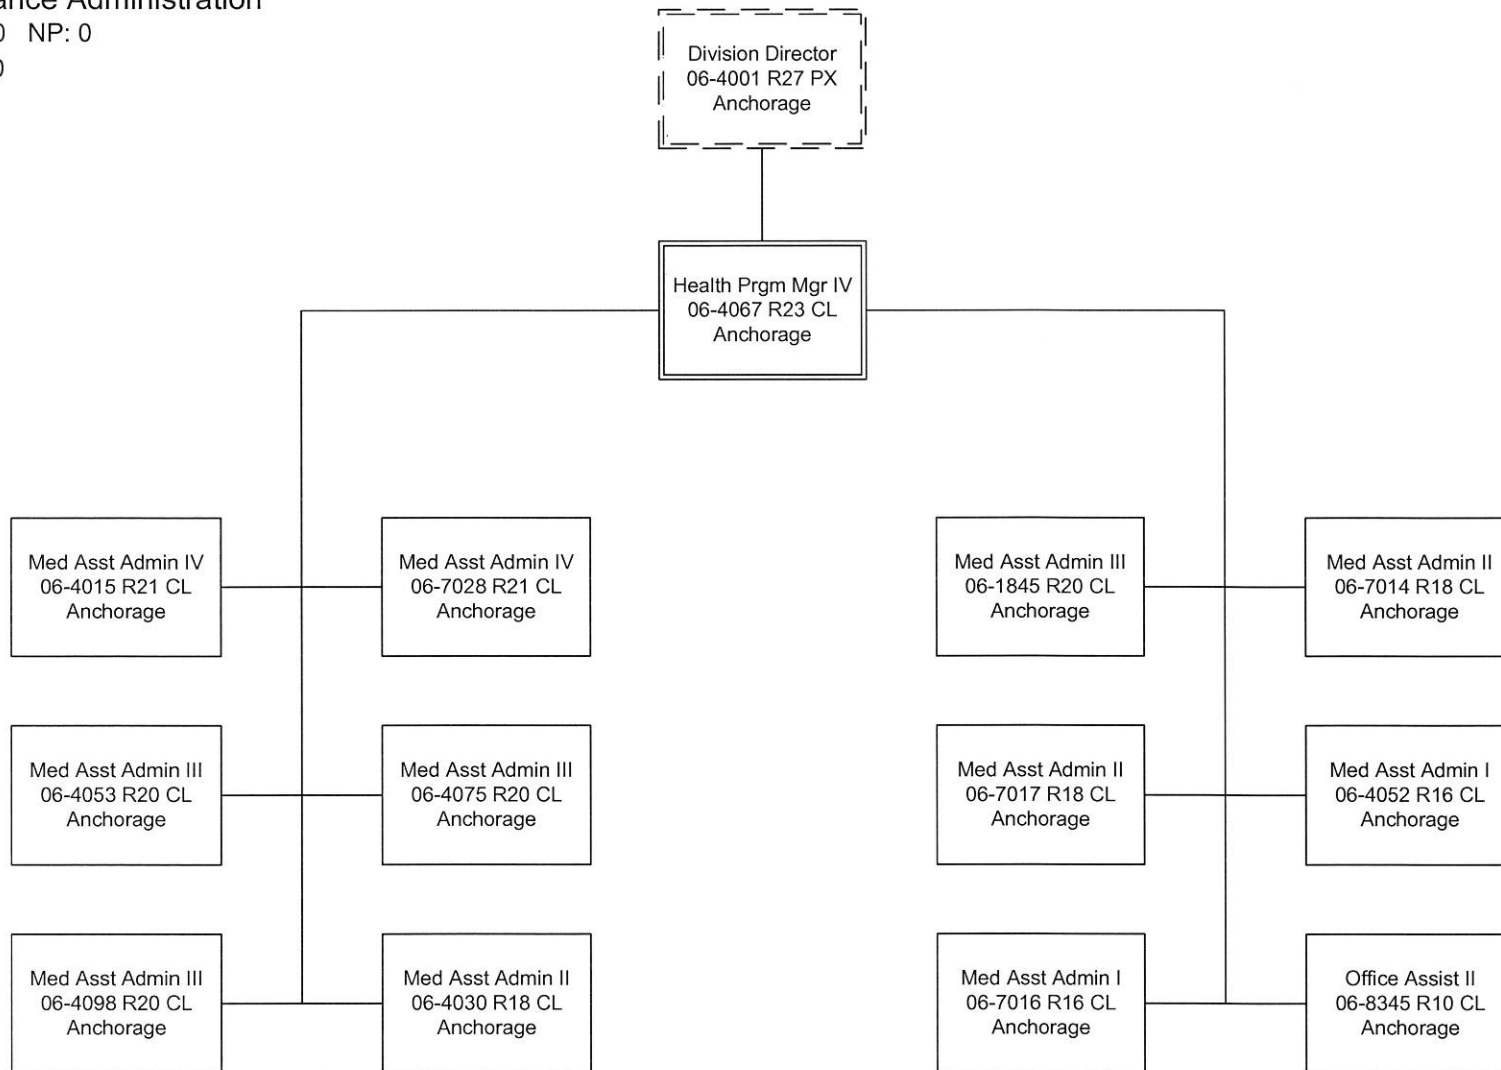 Administration
NP: 0
Division Director
06-4001 R27 PX
Anchorage
Health Prgm Mgr IV
06-4067 R23 CL
Anchorage
Med Asst Admin IV
06-4015 R21 CL
Anchorage
Med Asst Admin IV
06-7028 R21 CL
Anchorage
Med Asst Admin III
06-1845 R20 CL
Anchorage
Med Asst Admin II
06-7014 R18 CL
Anchorage
Med Asst Admin III
06-4053 R20 CL
Anchorage
Med Asst Admin III
06-4075 R20 CL
Anchorage
Med Asst Admin II
06-7017 R18 CL
Anchorage
Med Asst Admin I
06-4052 R16 CL
Anchorage
Med Asst Admin III
06-4098 R20 CL
Anchorage
Med Asst Admin II
06-4030 R18 CL
Anchorage
Med Asst Admin I
06-7016 R16 CL
Anchorage
Office Assist II
06-8345 R10 CL
Anchorage